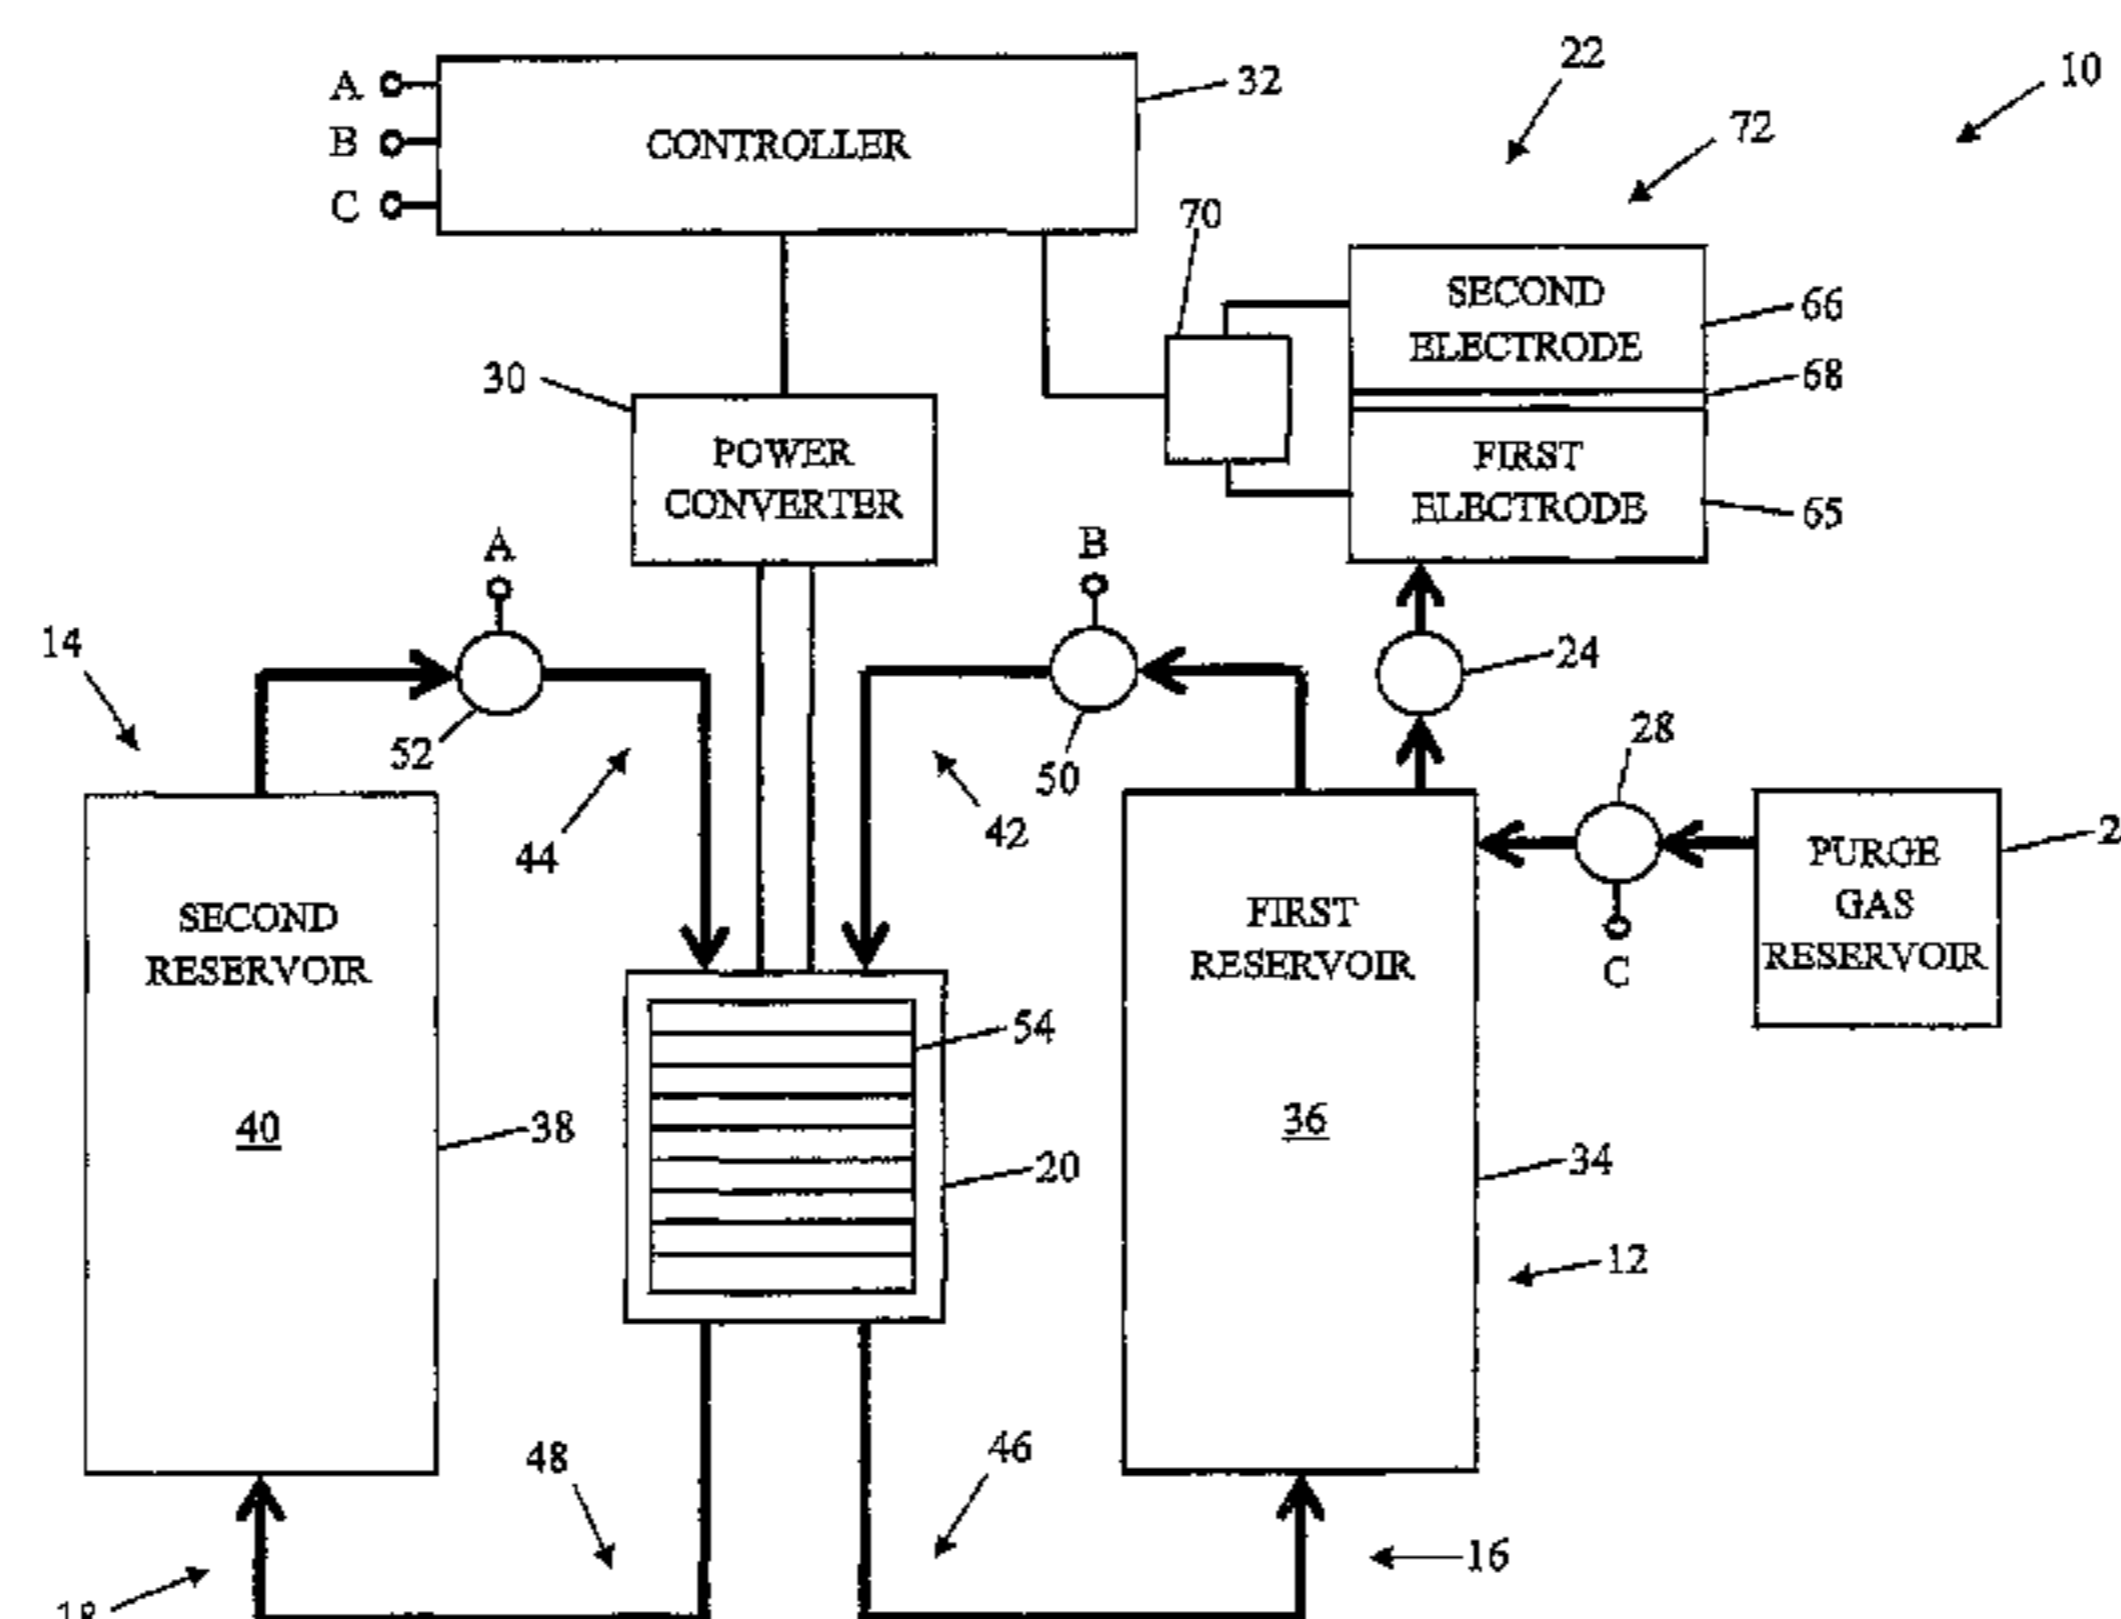 22
10
A
32
72
B
CONTROLLER
C
70
SECOND
66
ELECTRODE
68
30
POWER
FIRST
CONVERTER
ELECTRODE
65
A
B
14
24
52
50
28
44
42
PURGE
GAS
RESERVOIR
SECOND
RESERVOIR
FIRST
RESERVOIR
C
54
40
38
36
20
34
12
48
46
16
18